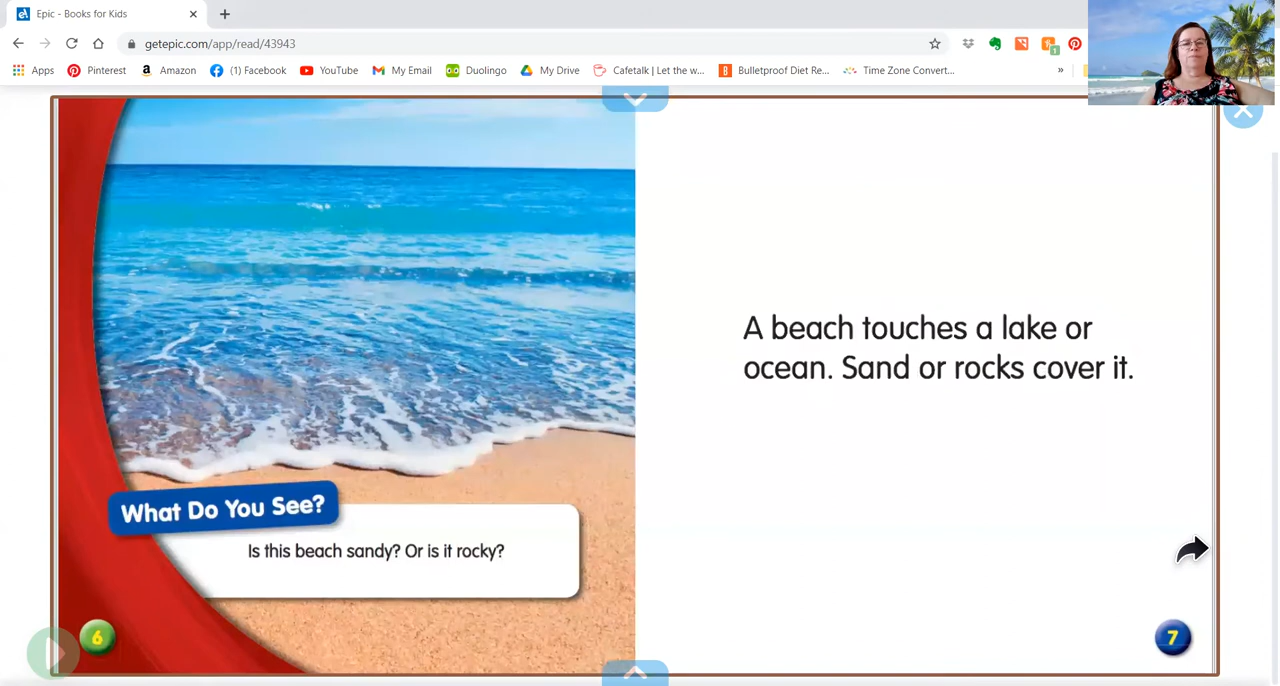 Epic - Books for Kids
getepic.com/app/read/43943
Apps
Pinterest
Amazon
(1) Facebook
YouTube
My Email
Duolingo
My Drive
Cafetalk | Let the w...
Bulletproof Diet Re...
Time Zone Convert...
»
A beach touches a lake or
ocean. Sand or rocks cover it.
What Do You See?
Is this beach sandy? Or is it rocky?
6
7